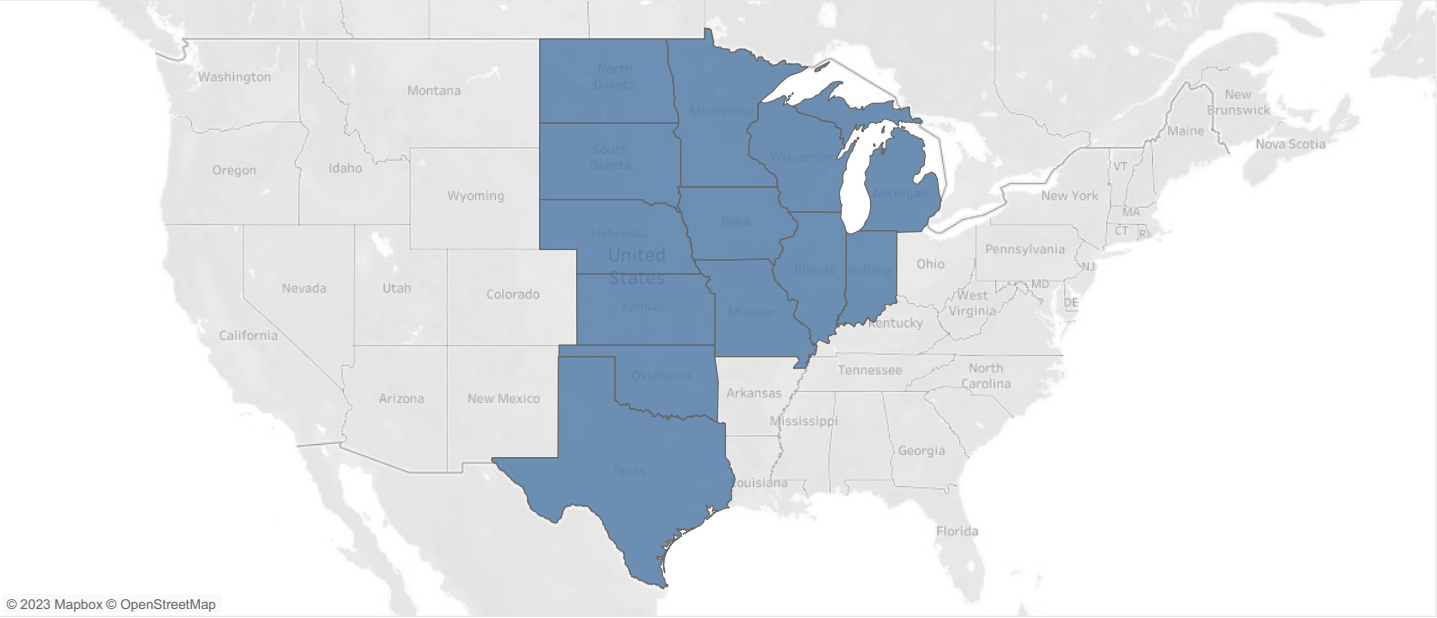 Washington
Montana
North
Dakota
Minnesota
New
Brunswick
Maine
Nova Scotia
Oregon
Idaho
South
Dakota
Wisconsin
VT
Wyoming
Michigan
New York
MA
Iowa
CT
RI
Nebraska
Pennsylvania
United
States
Ohio
NJ
Nevada
Utah
Colorado
Illinois
Indiana
MD
West
Virginia
DE
Kansas
Missouri
Kentucky
California
Oklahoma
Tennessee
North
Carolina
Arizona
New Mexico
Arkansas
Mississippi
Georgia
Texas
ouisiana
Florida
© 2023 Mapbox © OpenStreetMap